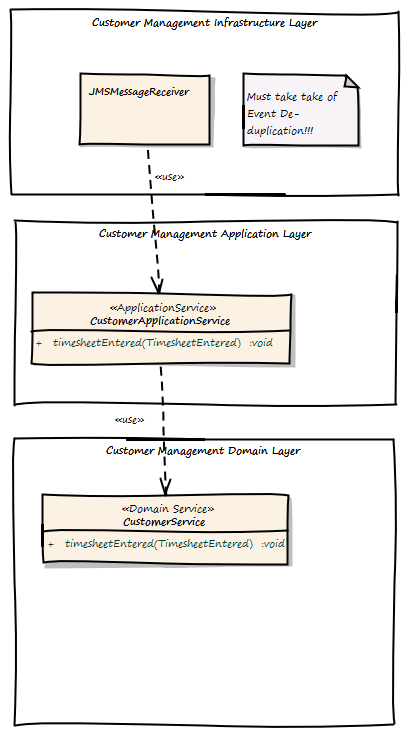 Customer Management Infrastructure Layer
JMSMessageReceiver
Must take take of
Event De-
duplication!!!
«use»
Customer Management Application Layer
«ApplicationService»
CustomerApplicationService
+ timesheetEntered(TimesheetEntered) :void
«use»
Customer Management Domain Layer
«Domain Service»
CustomerService
+ timesheetEntered(TimesheetEntered) :void